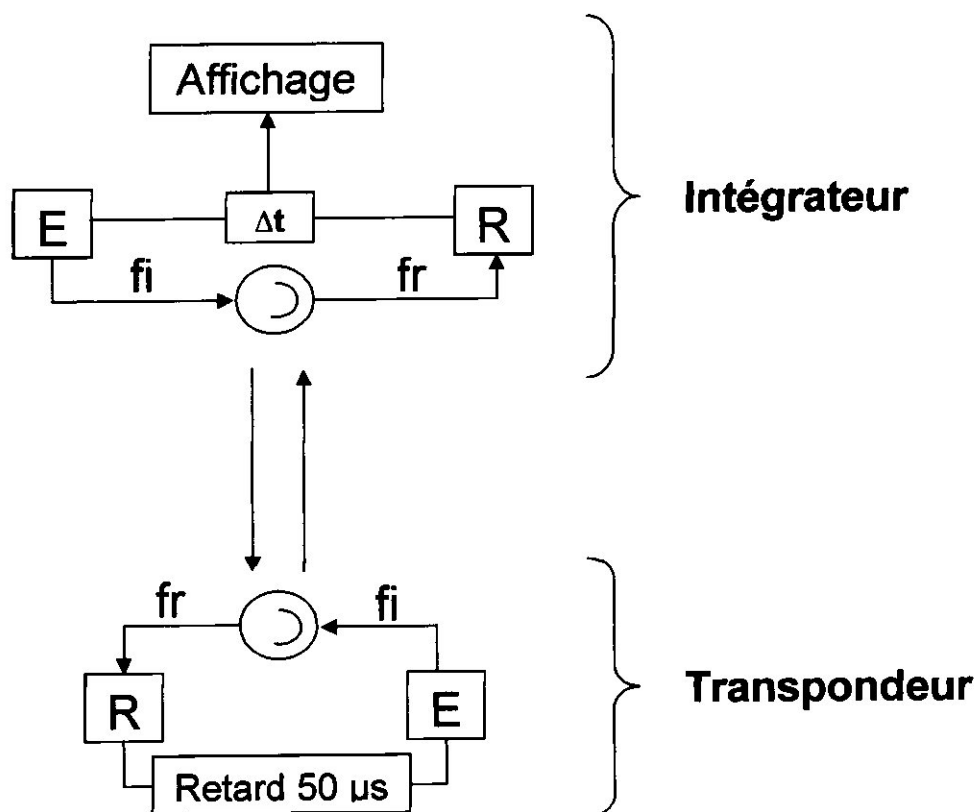 Affichage
E
Δt
R
Intégrateur
fi
fr
fr
fi
R
E
Transpondeur
Retard 50 µs